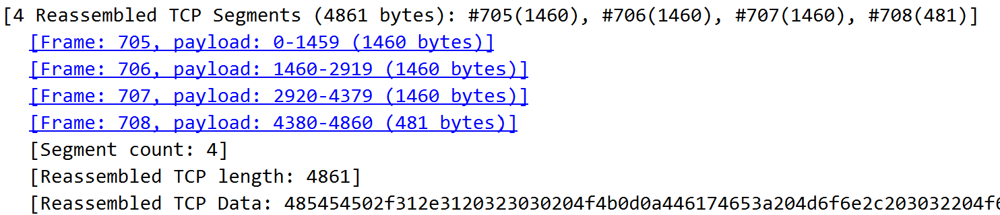 [4 Reassembled TCP Segments (4861 bytes): #705(1460), #706(1460), #707(1460), #708(481)]
[Frame: 705, payload: 0-1459 (1460 bytes)]
[Frame: 706, payload: 1460-2919 (1460 bytes)]
[Frame: 707, payload: 2920-4379 (1460 bytes)]
[Frame: 708, payload: 4380-4860 (481 bytes)]
[Segment count: 4]
[Reassembled TCP length: 4861]
[Reassembled TCP Data: 485454502f312e3120323030204f4b0d0a446174653a204d6f6e2c203032204f6